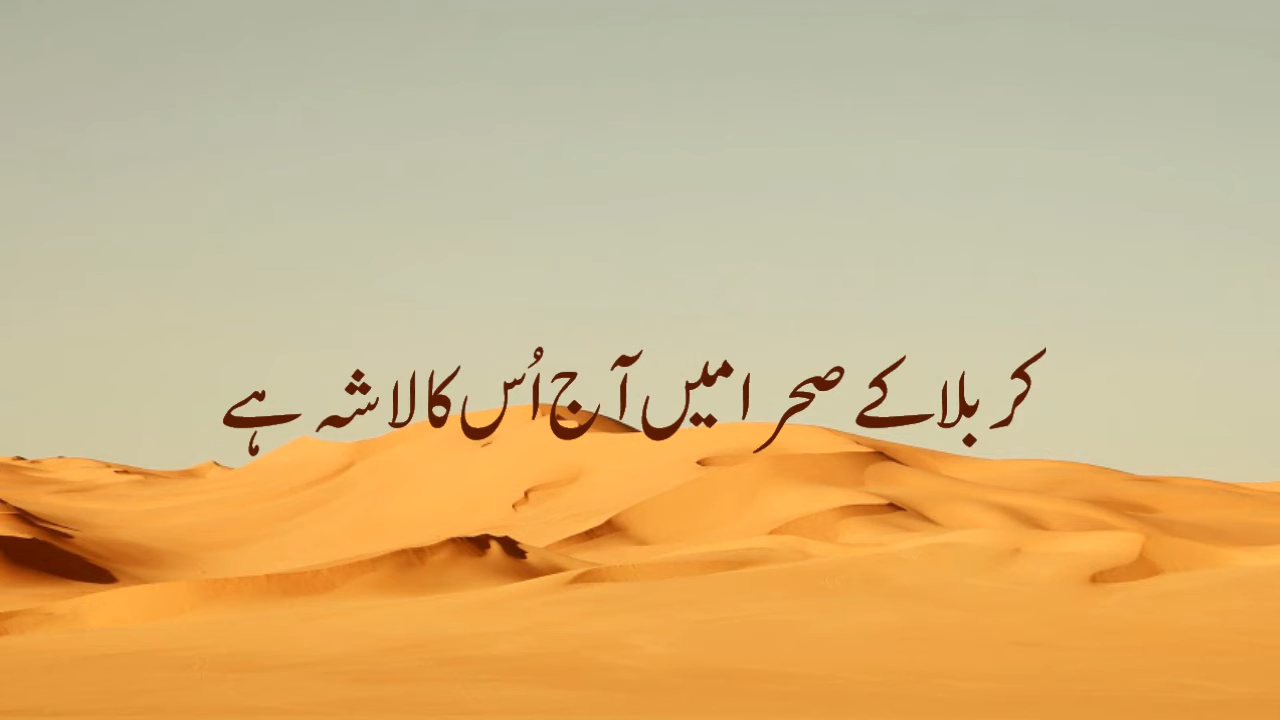 کربلا کے صحرا میں آج اُس کا لاشہ ہے